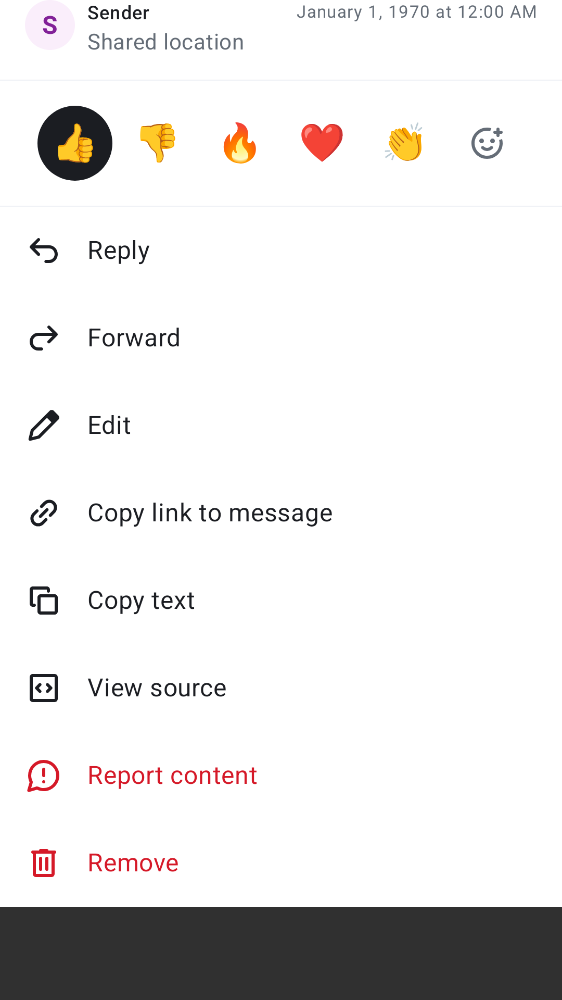 S
Sender
January 1, 1970 at 12:00 AM
Shared location
Reply
Forward
Edit
Copy link to message
Copy text
View source
Report content
Remove